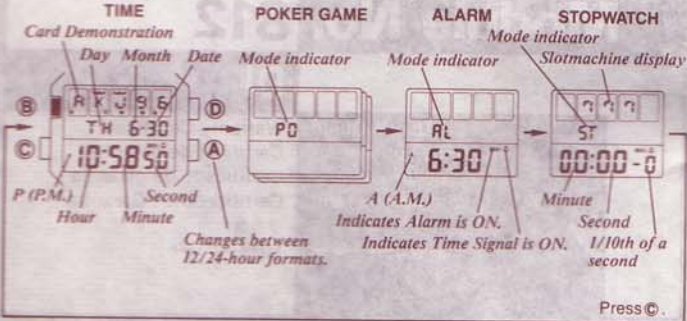 TIME
POKER GAME
ALARM
STOPWATCH
Card Demonstration
Day Month Date
Mode indicator
Mode indicator
Mode indicator
Slotmachine display
B
D
C
A
A K J 9 6
TH 6-30
10:58 50
PO
AL
6:30
ST
00:00-0
P (P.M.)
Hour
Minute
Second
Changes between
12/24-hour formats.
A (A.M.)
Indicates Alarm is ON.
Indicates Time Signal is ON.
Minute
Second
1/10th of a
second
Press C.